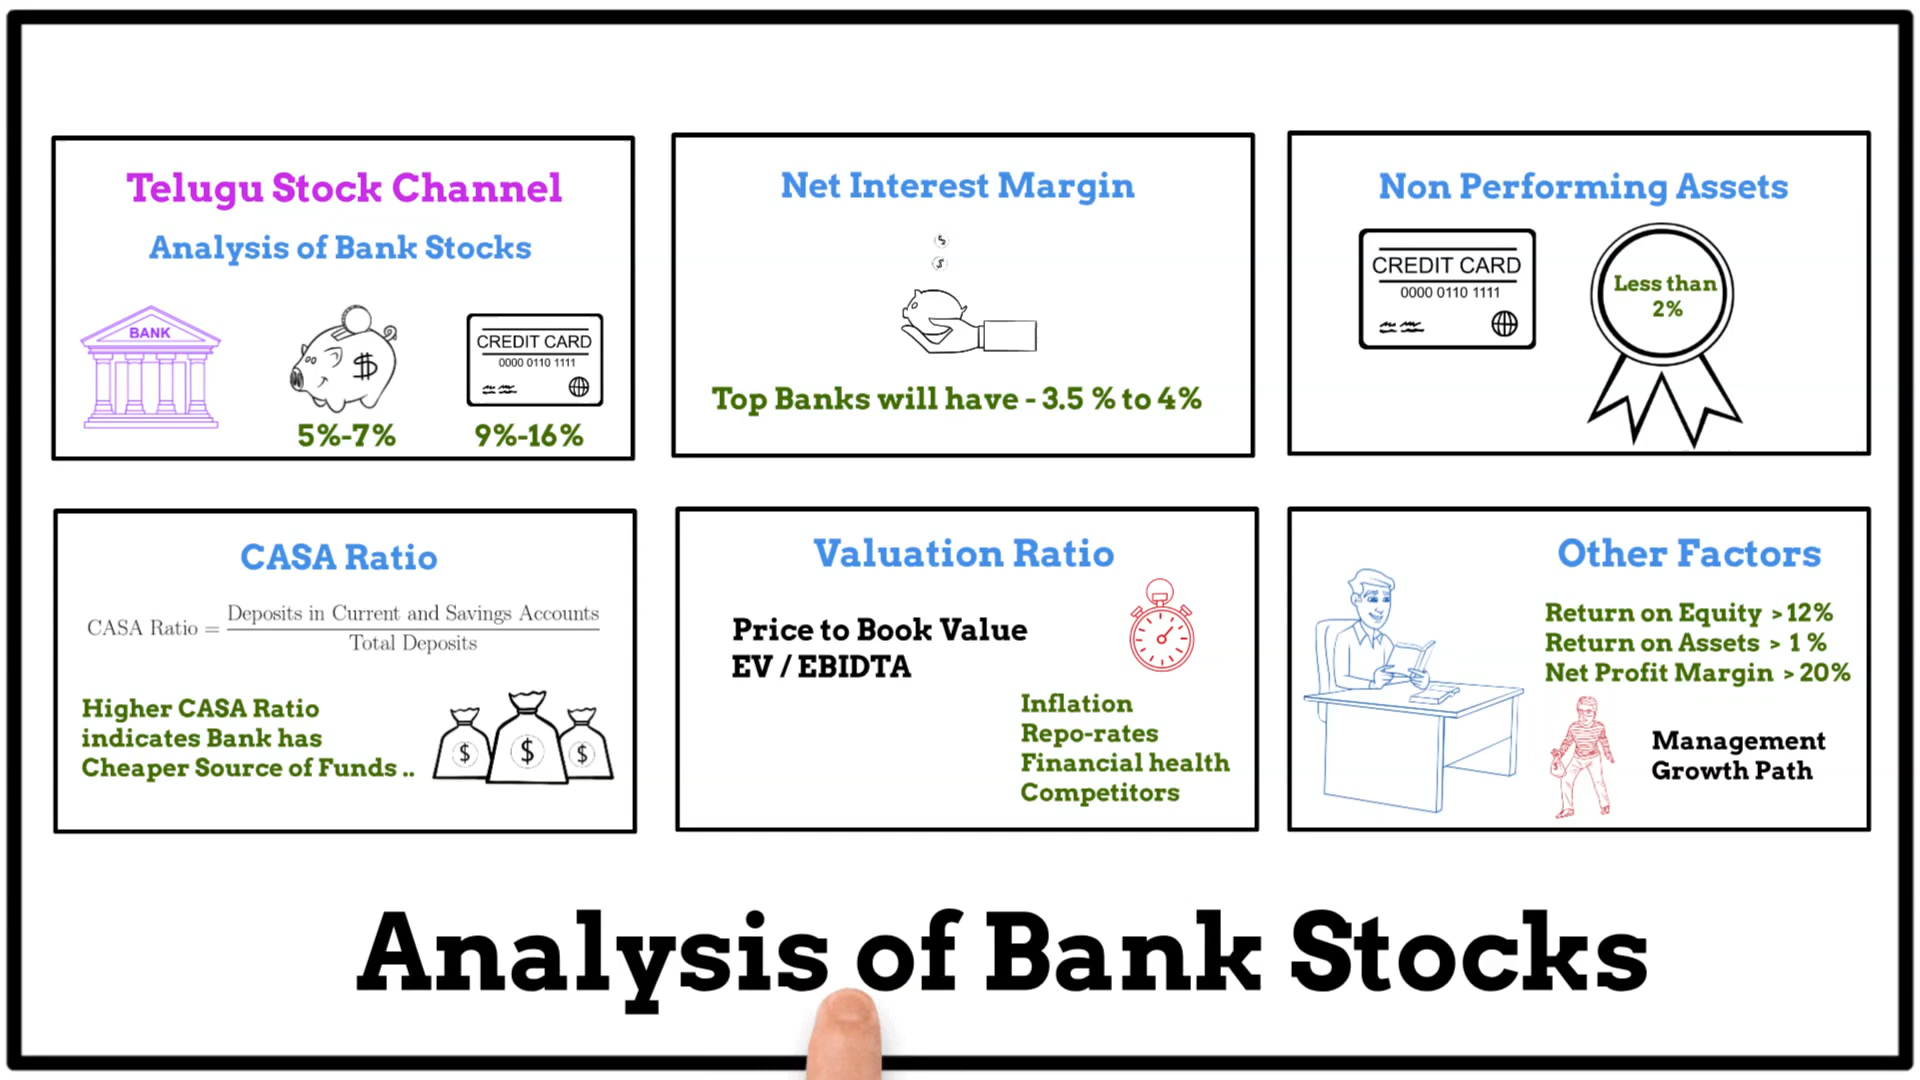 Telugu Stock Channel
Analysis of Bank Stocks
BANK
$
CREDIT CARD
0000 0110 1111
5%-7%
9%-16%
Net Interest Margin
$
$
Top Banks will have - 3.5 % to 4%
Non Performing Assets
CREDIT CARD
0000 0110 1111
Less than
2%
CASA Ratio
CASA Ratio = Deposits in Current and Savings Accounts
Total Deposits
Higher CASA Ratio
indicates Bank has
Cheaper Source of Funds ..
$ $ $
Valuation Ratio
Price to Book Value
EV / EBIDTA
Inflation
Repo-rates
Financial health
Competitors
Other Factors
Return on Equity > 12%
Return on Assets > 1 %
Net Profit Margin > 20%
$
Management
Growth Path
Analysis of Bank Stocks